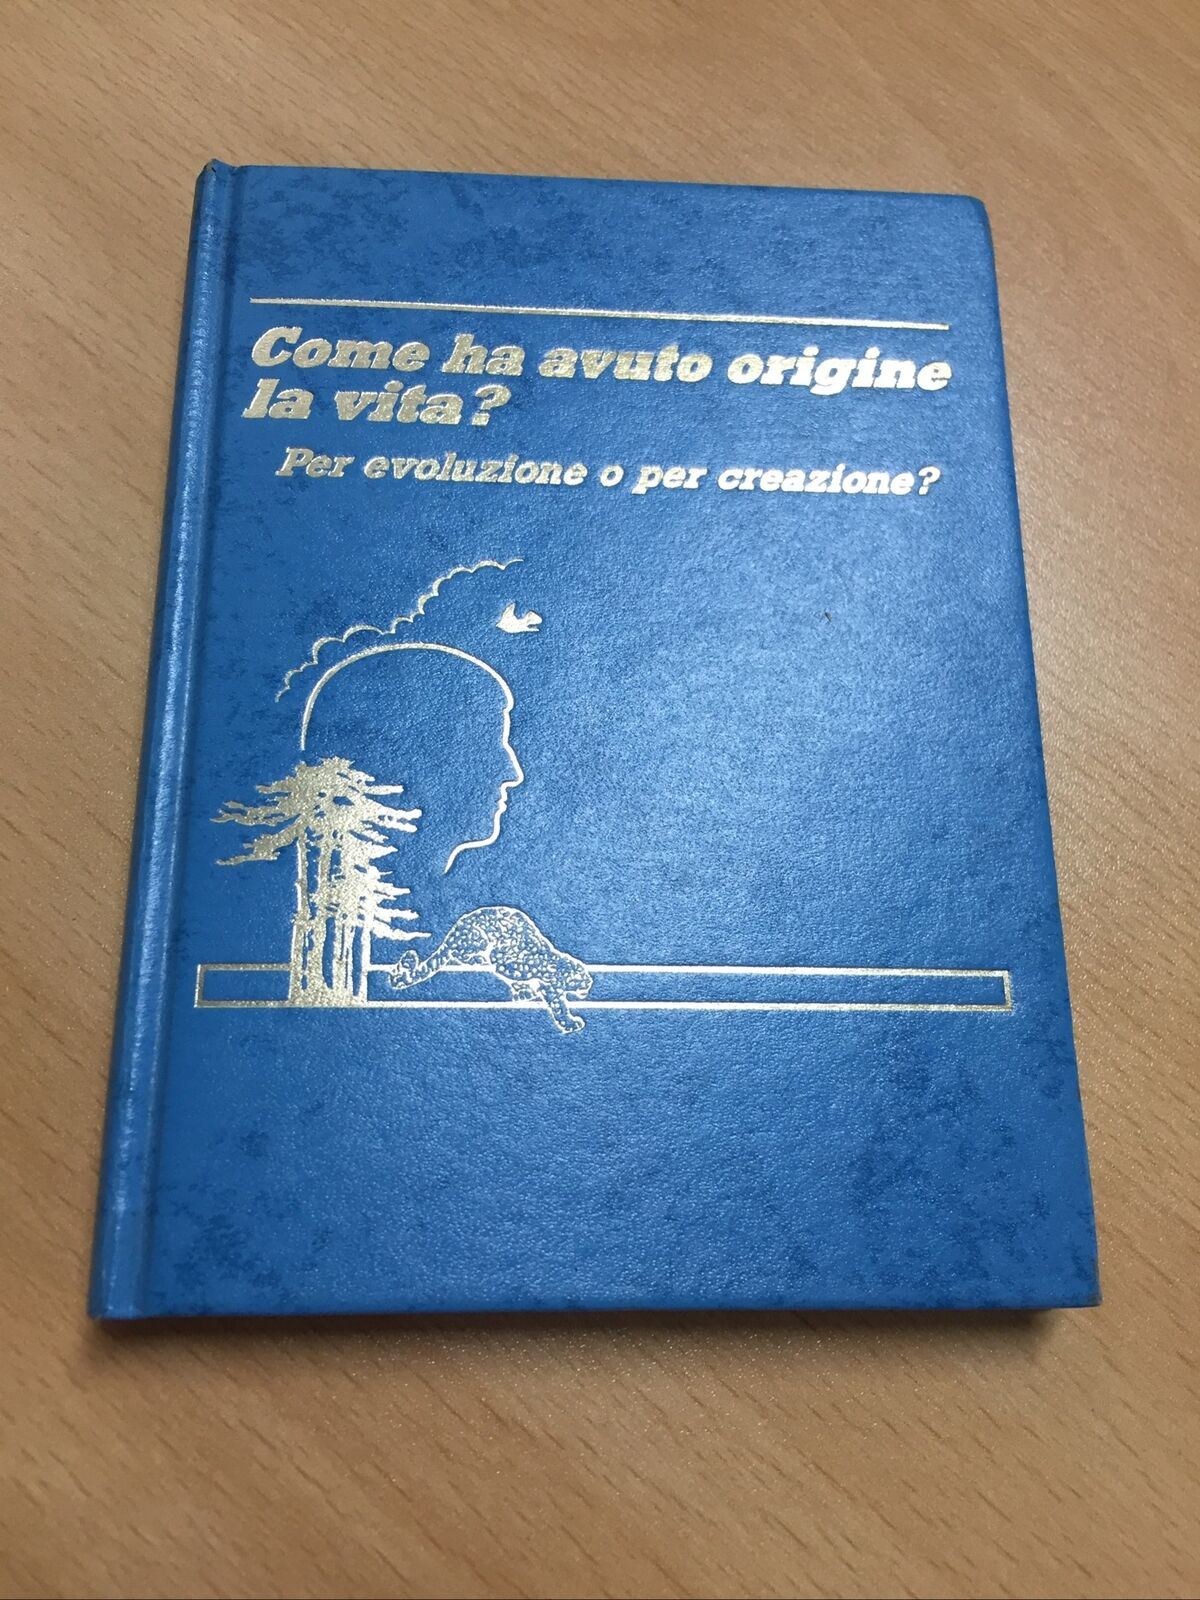 Come ha avuto origine
la vita?
Per evoluzione o per creazione?